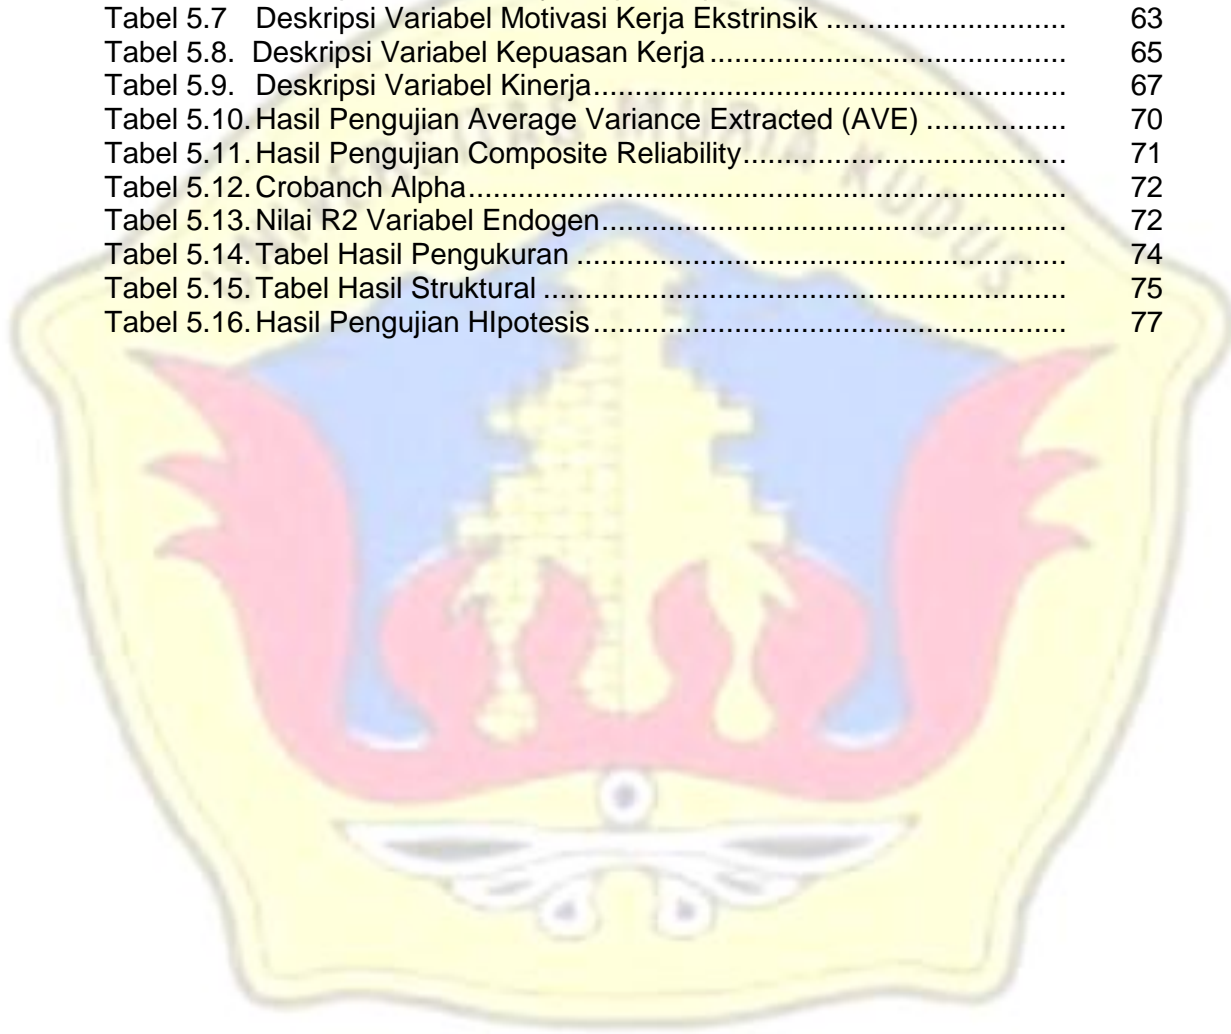 Tabel 5.7 Deskripsi Variabel Motivasi Kerja Ekstrinsik ........................... 63
Tabel 5.8. Deskripsi Variabel Kepuasan Kerja ........................................ 65
Tabel 5.9. Deskripsi Variabel Kinerja..................................................... 67
Tabel 5.10. Hasil Pengujian Average Variance Extracted (AVE) ................ 70
Tabel 5.11. Hasil Pengujian Composite Reliability.................................... 71
Tabel 5.12. Crobanch Alpha................................................................... 72
Tabel 5.13. Nilai R2 Variabel Endogen.................................................... 72
Tabel 5.14. Tabel Hasil Pengukuran ....................................................... 74
Tabel 5.15. Tabel Hasil Struktural ........................................................... 75
Tabel 5.16. Hasil Pengujian HIpotesis ..................................................... 77
UNIVERSITAS MURIA KUDUS